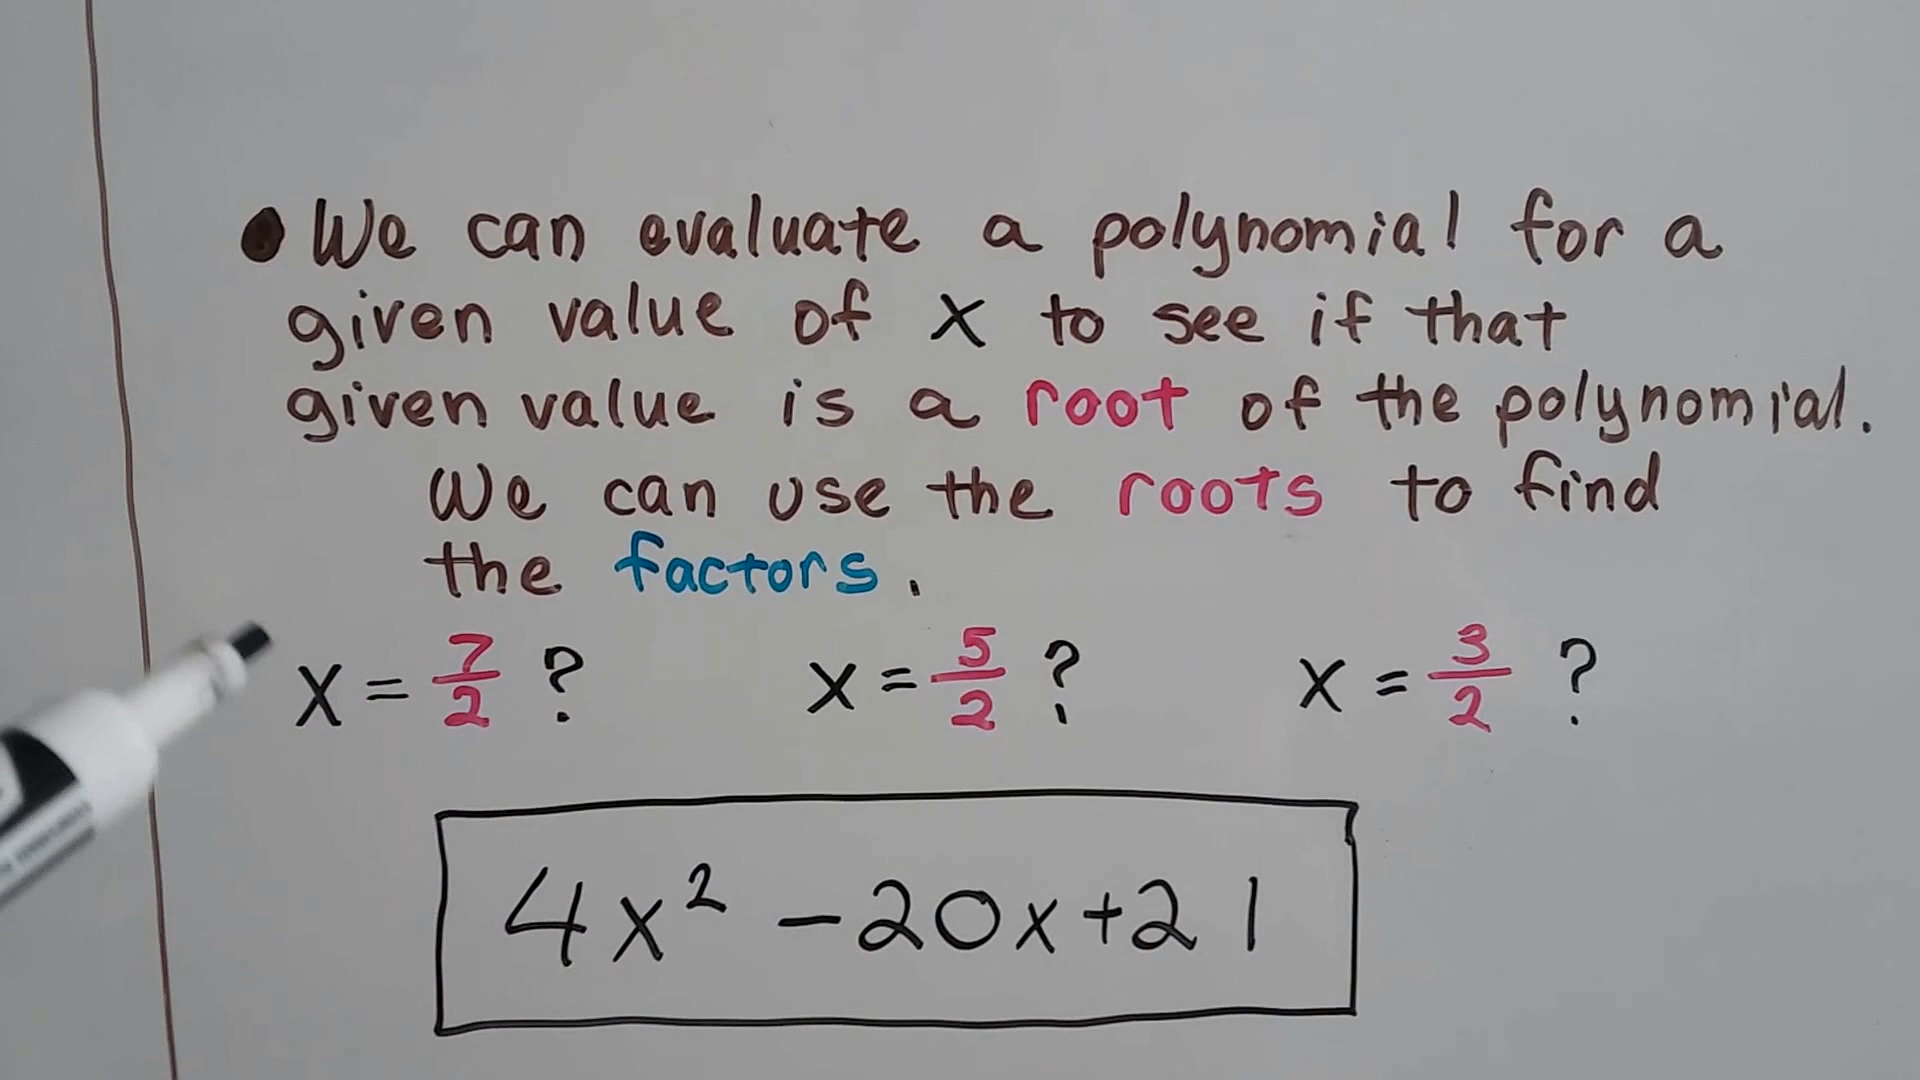 • We can evaluate a polynomial for a
given value of x to see if that
given value is a root of the polynomial.
We can use the roots to find
the factors.
x = 7/2 ? x = 5/2 ? x = 3/2 ?
4x² - 20x + 21